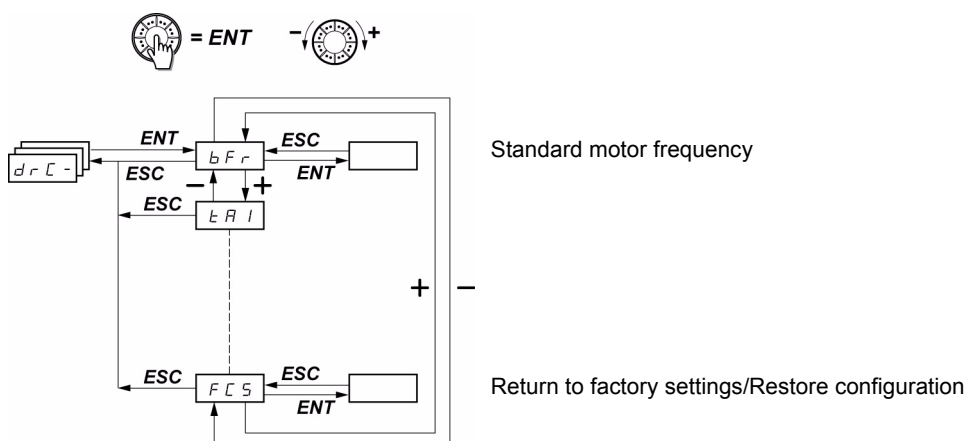 = ENT
- +
ENT
ESC
drC-
bFr
ESC
ENT
Standard motor frequency
- +
ESC
tA1
+ -
ESC
FCS
ESC
ENT
Return to factory settings/Restore configuration